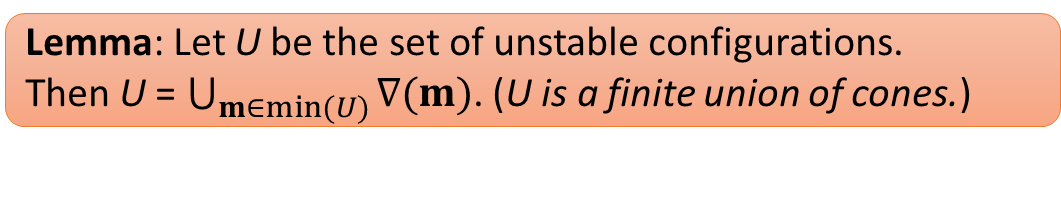 Lemma: Let U be the set of unstable configurations.
Then U = ⋃_{𝐦∈min(U)} ∇(𝐦). (U is a finite union of cones.)